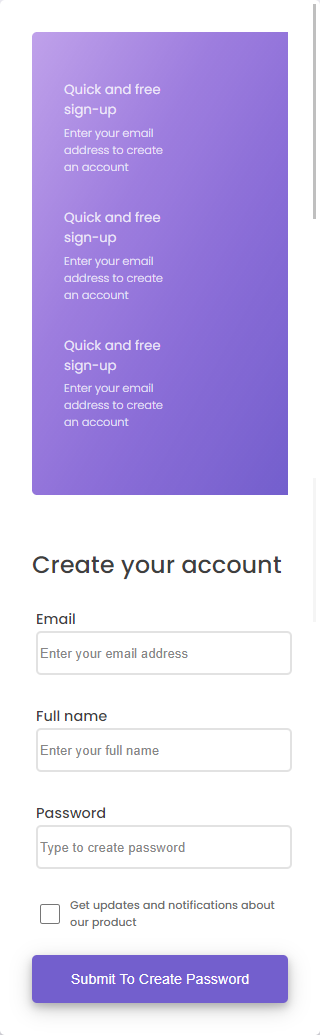 Quick and free
sign-up
Enter your email
address to create
an account
Quick and free
sign-up
Enter your email
address to create
an account
Quick and free
sign-up
Enter your email
address to create
an account
Create your account
Email
Enter your email address
Full name
Enter your full name
Password
Type to create password
Get updates and notifications about
our product
Submit To Create Password